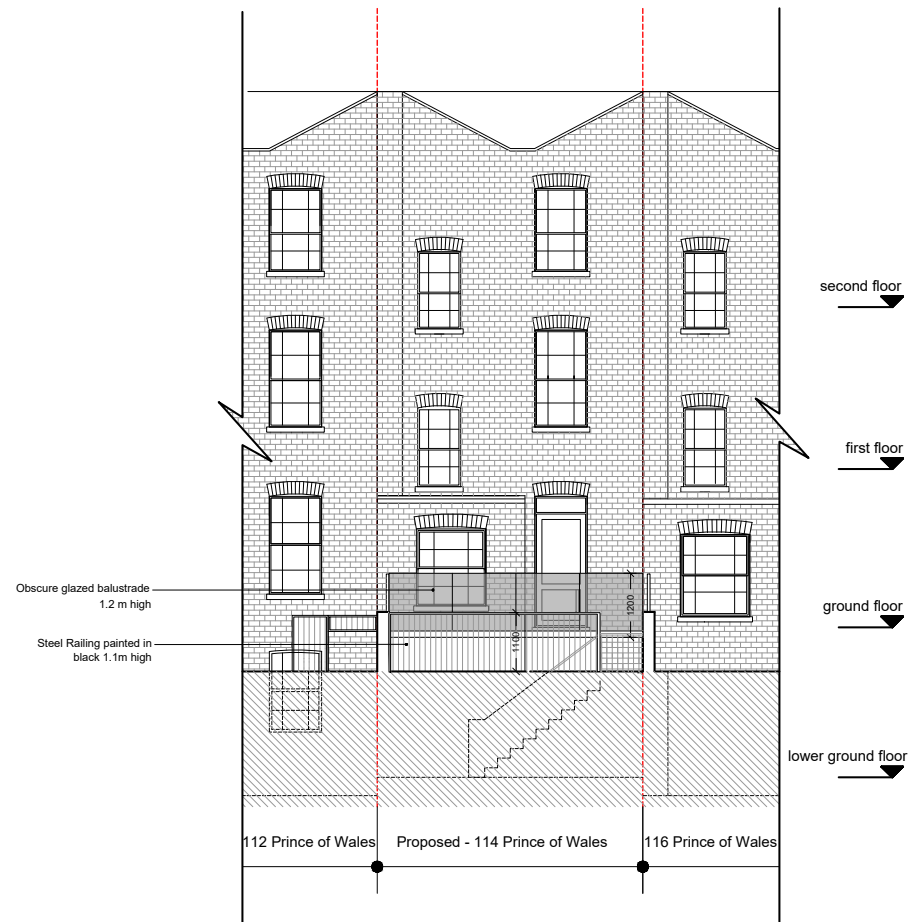 second floor
first floor
Obscure glazed balustrade
1.2 m high
1200
ground floor
Steel Railing painted in
black 1.1m high
1100
lower ground floor
112 Prince of Wales
Proposed - 114 Prince of Wales
116 Prince of Wales